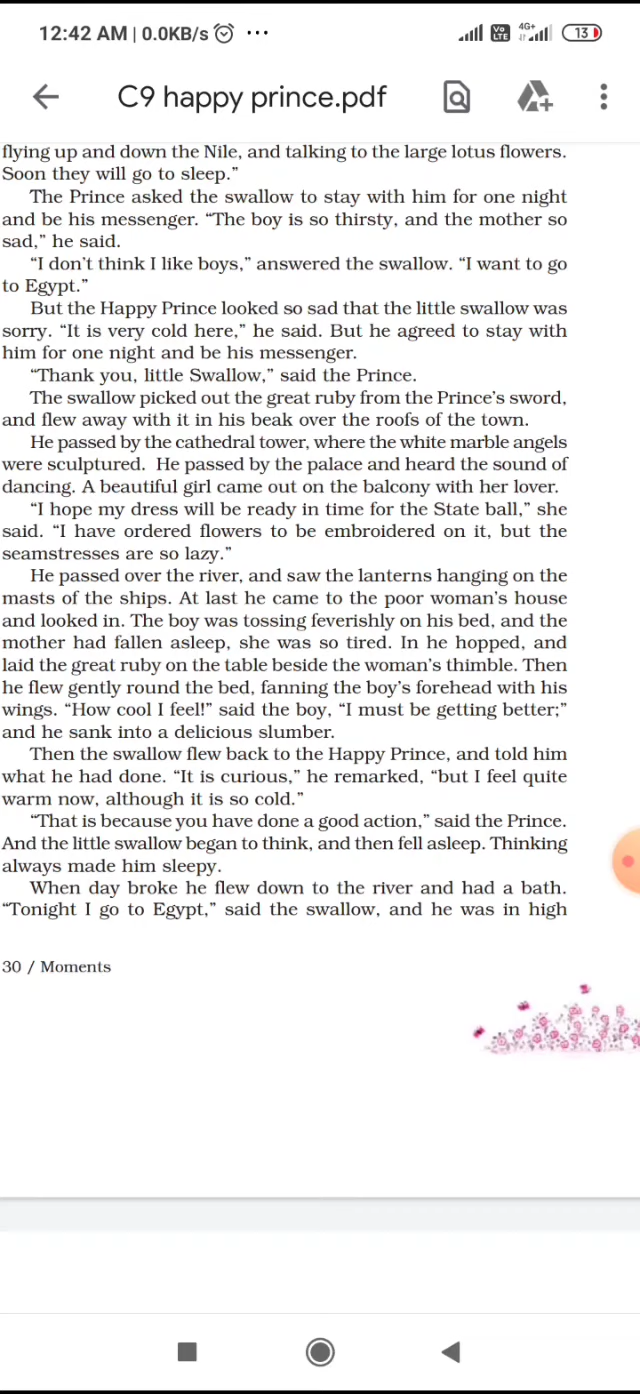 12:42 AM | 0.0KB/s ...
Vo LTE 4G+ 13
C9 happy prince.pdf
flying up and down the Nile, and talking to the large lotus flowers.
Soon they will go to sleep.”
The Prince asked the swallow to stay with him for one night
and be his messenger. “The boy is so thirsty, and the mother so
sad,” he said.
“I don’t think I like boys,” answered the swallow. “I want to go
to Egypt.”
But the Happy Prince looked so sad that the little swallow was
sorry. “It is very cold here,” he said. But he agreed to stay with
him for one night and be his messenger.
“Thank you, little Swallow,” said the Prince.
The swallow picked out the great ruby from the Prince’s sword,
and flew away with it in his beak over the roofs of the town.
He passed by the cathedral tower, where the white marble angels
were sculptured. He passed by the palace and heard the sound of
dancing. A beautiful girl came out on the balcony with her lover.
“I hope my dress will be ready in time for the State ball,” she
said. “I have ordered flowers to be embroidered on it, but the
seamstresses are so lazy.”
He passed over the river, and saw the lanterns hanging on the
masts of the ships. At last he came to the poor woman’s house
and looked in. The boy was tossing feverishly on his bed, and the
mother had fallen asleep, she was so tired. In he hopped, and
laid the great ruby on the table beside the woman’s thimble. Then
he flew gently round the bed, fanning the boy’s forehead with his
wings. “How cool I feel!” said the boy, “I must be getting better;”
and he sank into a delicious slumber.
Then the swallow flew back to the Happy Prince, and told him
what he had done. “It is curious,” he remarked, “but I feel quite
warm now, although it is so cold.”
“That is because you have done a good action,” said the Prince.
And the little swallow began to think, and then fell asleep. Thinking
always made him sleepy.
When day broke he flew down to the river and had a bath.
“Tonight I go to Egypt,” said the swallow, and he was in high
30 / Moments